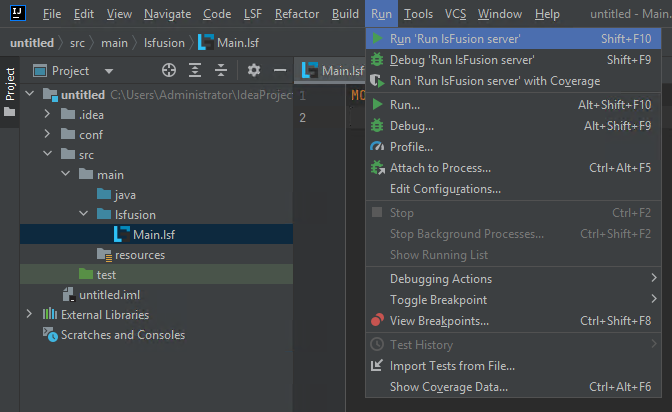 IJ File Edit View Navigate Code LSF Refactor Build Run Tools VCS Window Help untitled - Main.lsf
untitled src main lsfusion Main.lsf
Project
Project
Main.lsf
untitled C:\Users\Administrator\IdeaProjec
.idea
conf
src
main
java
lsfusion
Main.lsf
resources
test
untitled.iml
External Libraries
Scratches and Consoles
1 MO
2
Run 'Run lsFusion server' Shift+F10
Debug 'Run lsFusion server' Shift+F9
Run 'Run lsFusion server' with Coverage
Run... Alt+Shift+F10
Debug... Alt+Shift+F9
Profile...
Attach to Process... Ctrl+Alt+F5
Edit Configurations...
Stop Ctrl+F2
Stop Background Processes... Ctrl+Shift+F2
Show Running List
Debugging Actions
Toggle Breakpoint
View Breakpoints... Ctrl+Shift+F8
Test History
Import Tests from File...
Show Coverage Data... Ctrl+Alt+F6